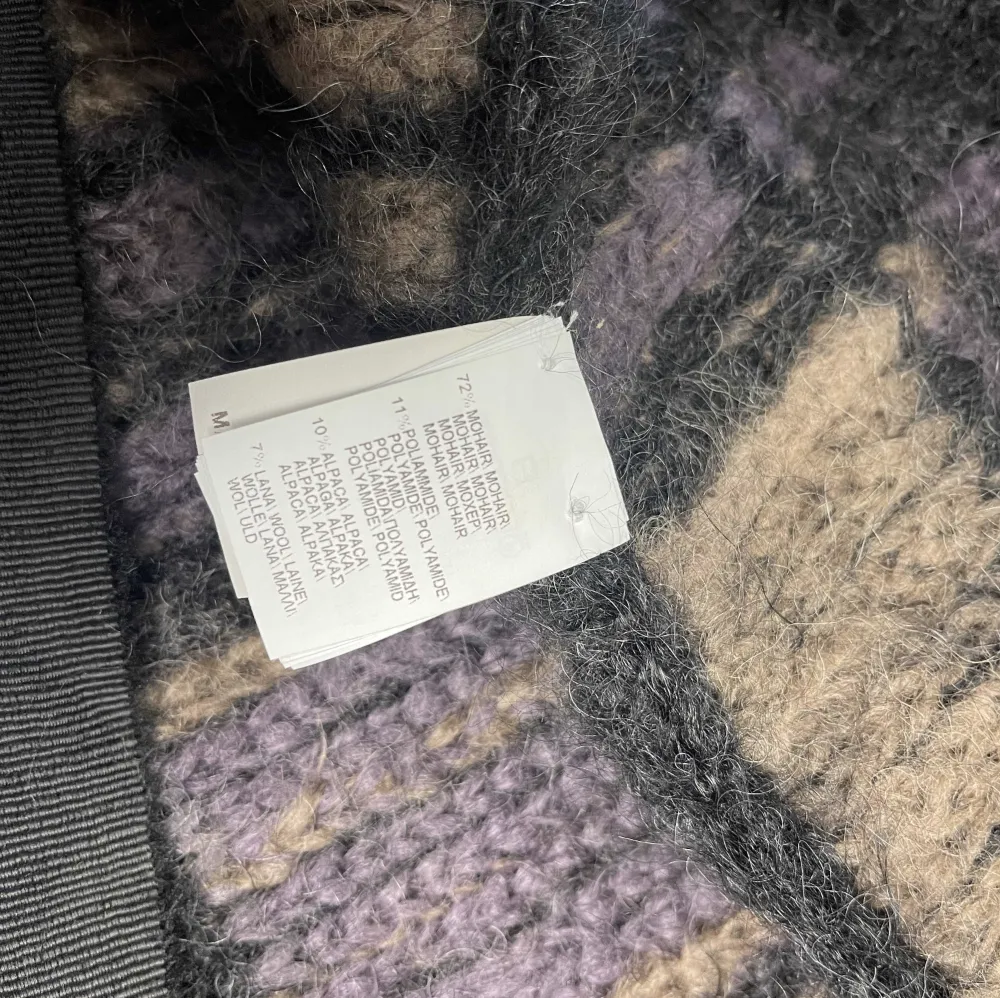 M
72% MOHAIR\ MOHAIR\
MOHAIR\ MOHAIR\
MOHAIR\ ΜΟΧΕΡ\
MOHAIR\ MOHAIR
11% POLIAMMIDE\
POLYAMIDE\ POLYAMIDE\
POLYAMID\
POLIAMIDA\ ΠΟΛΥΑΜΙΔΗ\
POLYAMIDE\ POLYAMID
10% ALPACA\ ALPACA\
ALPAGA\ ALPAKA\
ALPACA\ ΑΛΠΑΚΑΣ\
ALPACA\ ALPAKA
7% LANA\ WOOL\ LAINE\
WOLLE\ LANA\ ΜΑΛΛΙ\
WOL\ ULD